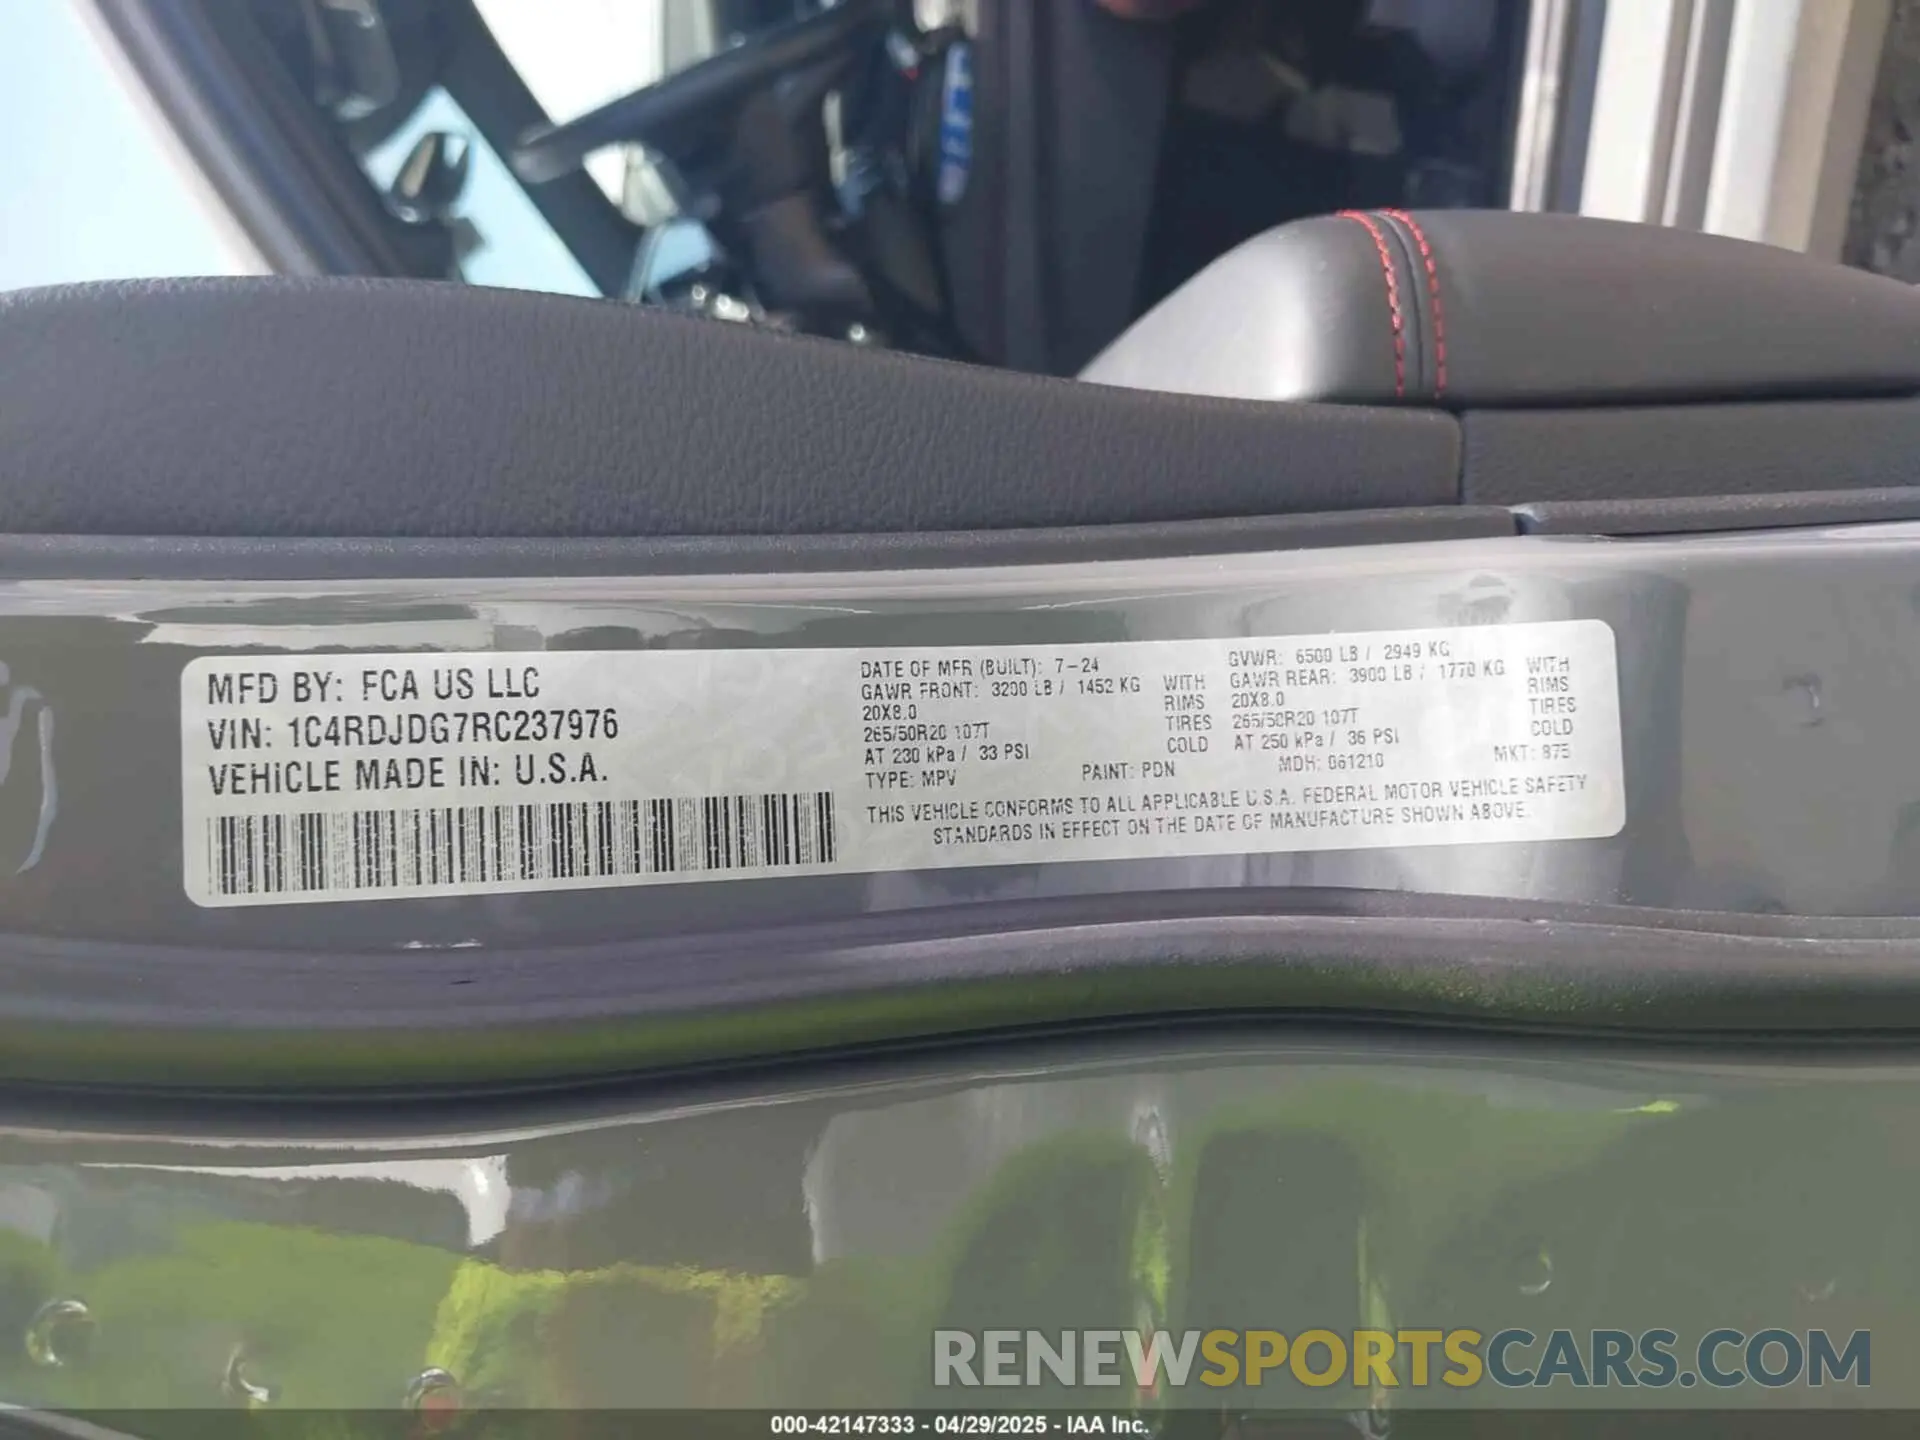 MFD BY: FCA US LLC
VIN: 1C4RDJDG7RC237976
VEHICLE MADE IN: U.S.A.
DATE OF MFR (BUILT): 7-24
GAWR FRONT: 3200 LB / 1452 KG WITH
20X8.0 RIMS
265/50R20 107T TIRES
AT 230 kPa / 33 PSI COLD
GVWR: 6500 LB / 2949 KG
GAWR REAR: 3900 LB / 1770 KG WITH
20X8.0 RIMS
265/50R20 107T TIRES
AT 250 kPa / 36 PSI COLD
TYPE: MPV PAINT: PDN MDH: 061210 MKT: 875
THIS VEHICLE CONFORMS TO ALL APPLICABLE U.S.A. FEDERAL MOTOR VEHICLE SAFETY
STANDARDS IN EFFECT ON THE DATE OF MANUFACTURE SHOWN ABOVE.
RENEWSPORTSCARS.COM
000-42147333 - 04/29/2025 - IAA Inc.